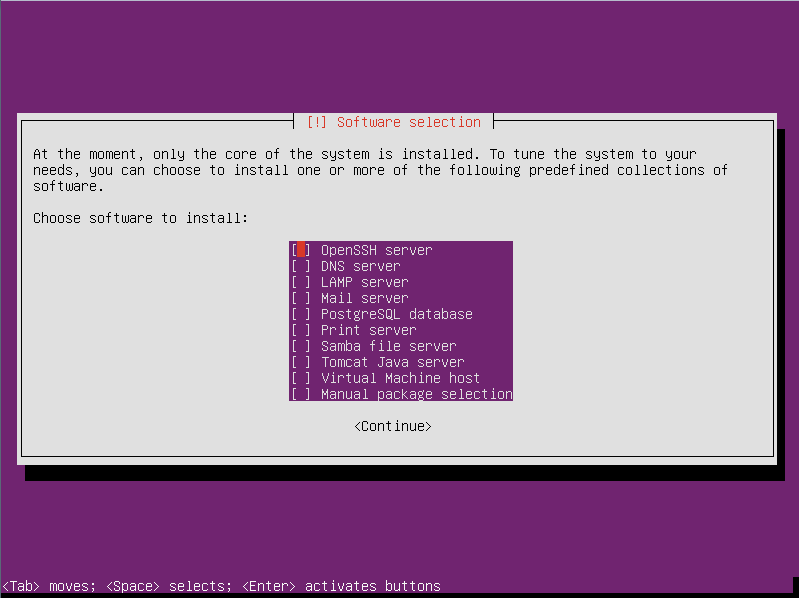 [!] Software selection
At the moment, only the core of the system is installed. To tune the system to your
needs, you can choose to install one or more of the following predefined collections of
software.
Choose software to install:
[ ] OpenSSH server
[ ] DNS server
[ ] LAMP server
[ ] Mail server
[ ] PostgreSQL database
[ ] Print server
[ ] Samba file server
[ ] Tomcat Java server
[ ] Virtual Machine host
[ ] Manual package selection
<Continue>
<Tab> moves; <Space> selects; <Enter> activates buttons